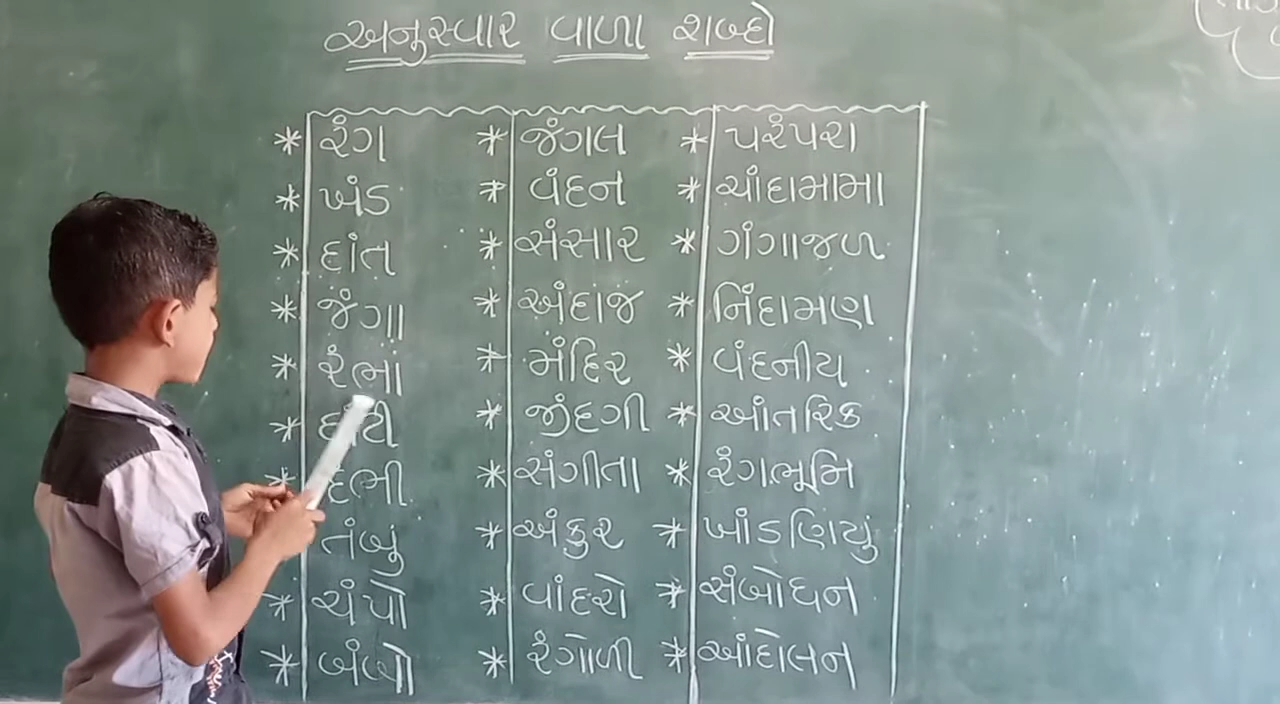 અનુસ્વાર વાળા શબ્દો
* રંગ * જંગલ * પરંપરા
* ખંડ * વંદન * ચાંદામામા
* દાંત * સંસાર * ગંગાજળ
* જંગા * અંદાજ * નિંદામણ
* રંભા * મંદિર * વંદનીય
* * જીંદગી * આંતરિક
* દંભી * સંગીતા * રંગભૂમિ
તંબુ * અંકુર * ખાંડણિયું
* ચંપો * વાંદરો * સંબોધન
* બંબો * રંગોળી * આંદોલન